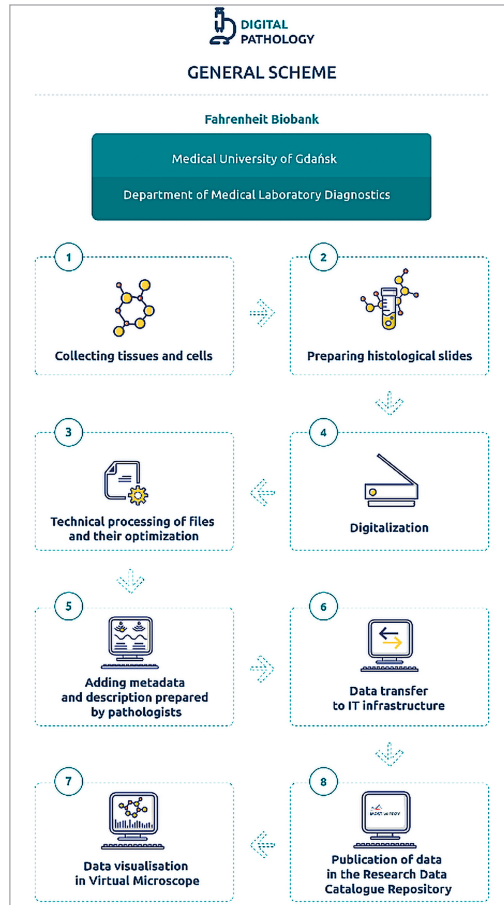 DIGITAL
PATHOLOGY
GENERAL SCHEME
Fahrenheit Biobank
Medical University of Gdańsk
Department of Medical Laboratory Diagnostics
1
Collecting tissues and cells
2
Preparing histological slides
3
Technical processing of files
and their optimization
4
Digitalization
5
Adding metadata
and description prepared
by pathologists
6
Data transfer
to IT infrastructure
7
Data visualisation
in Virtual Microscope
8
Publication of data
in the Research Data
Catalogue Repository